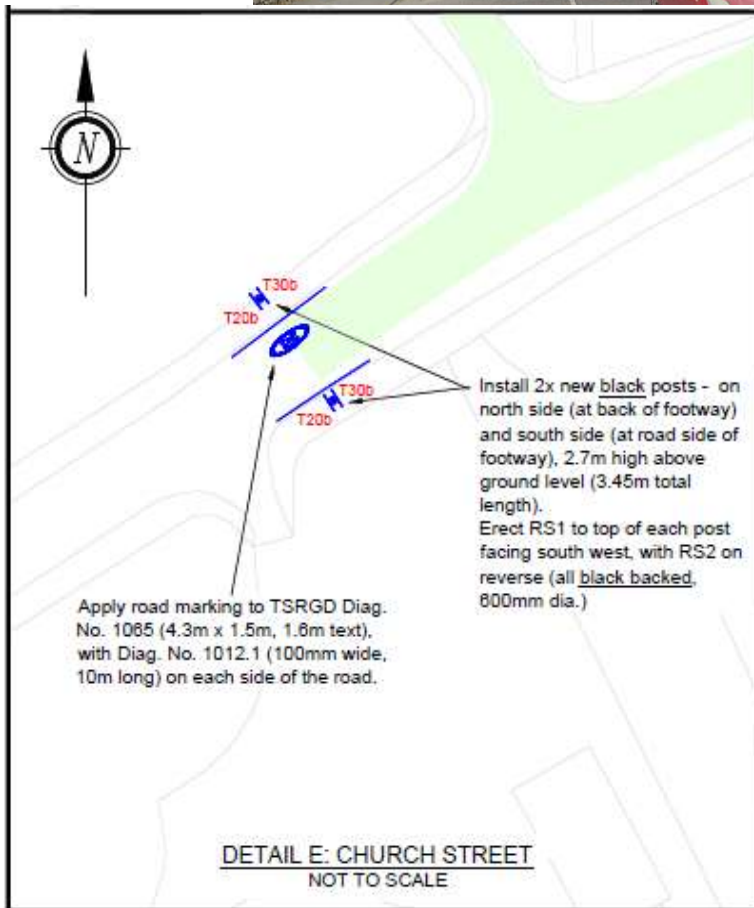 N
T30b
T20b
T30b
T20b
Install 2x new black posts - on
north side (at back of footway)
and south side (at road side of
footway), 2.7m high above
ground level (3.45m total
length).
Erect RS1 to top of each post
facing south west, with RS2 on
reverse (all black backed,
600mm dia.)
Apply road marking to TSRGD Diag.
No. 1065 (4.3m x 1.5m, 1.6m text),
with Diag. No. 1012.1 (100mm wide,
10m long) on each side of the road.
DETAIL E: CHURCH STREET
NOT TO SCALE